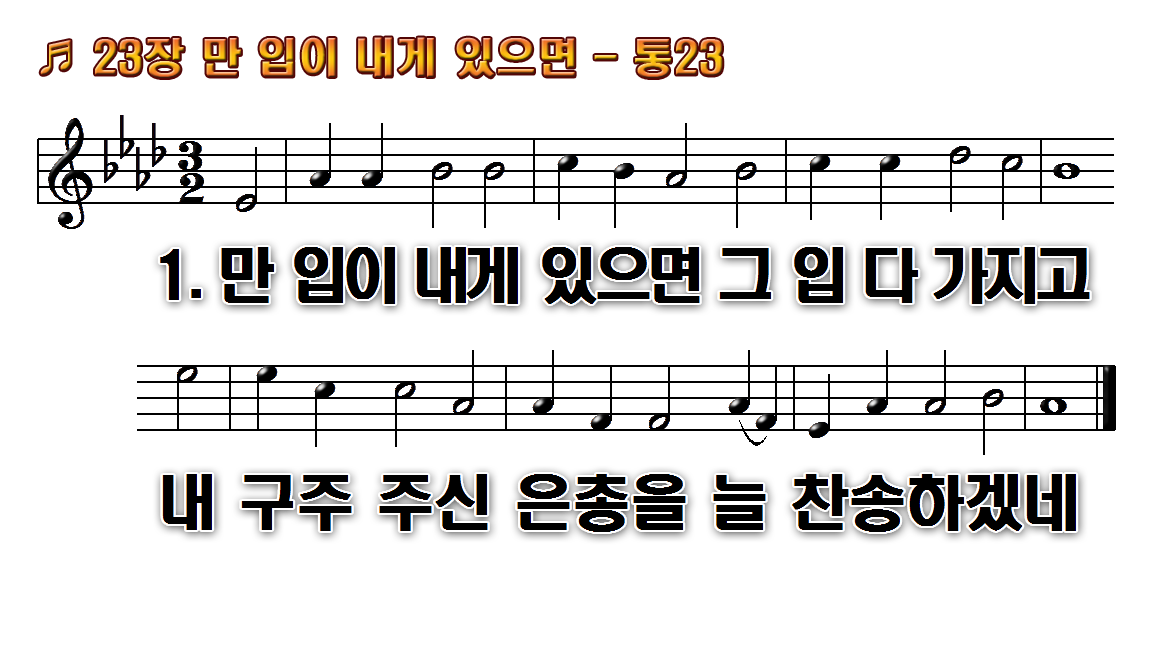 ♬ 23장 만 입이 내게 있으면 - 통23
3
2
1. 만 입이 내게 있으면 그 입 다 가지고
내 구주 주신 은총을 늘 찬송하겠네